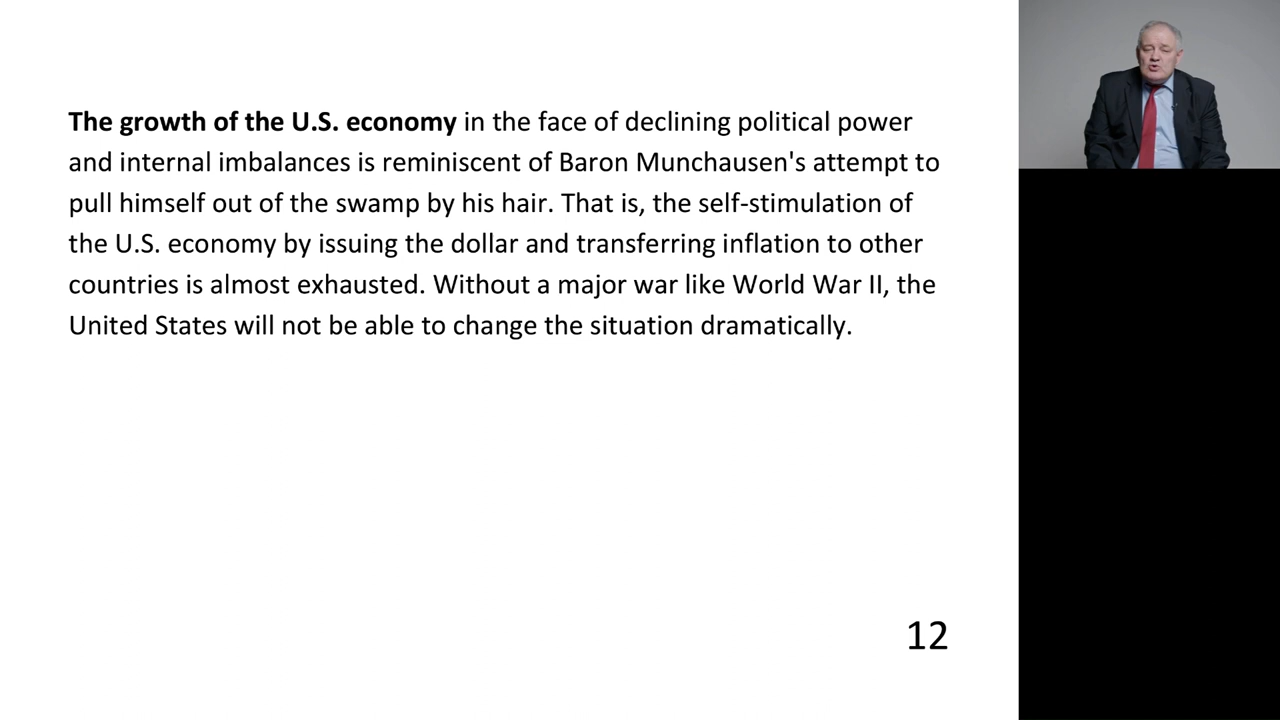 The growth of the U.S. economy in the face of declining political power
and internal imbalances is reminiscent of Baron Munchausen's attempt to
pull himself out of the swamp by his hair. That is, the self-stimulation of
the U.S. economy by issuing the dollar and transferring inflation to other
countries is almost exhausted. Without a major war like World War II, the
United States will not be able to change the situation dramatically.
12